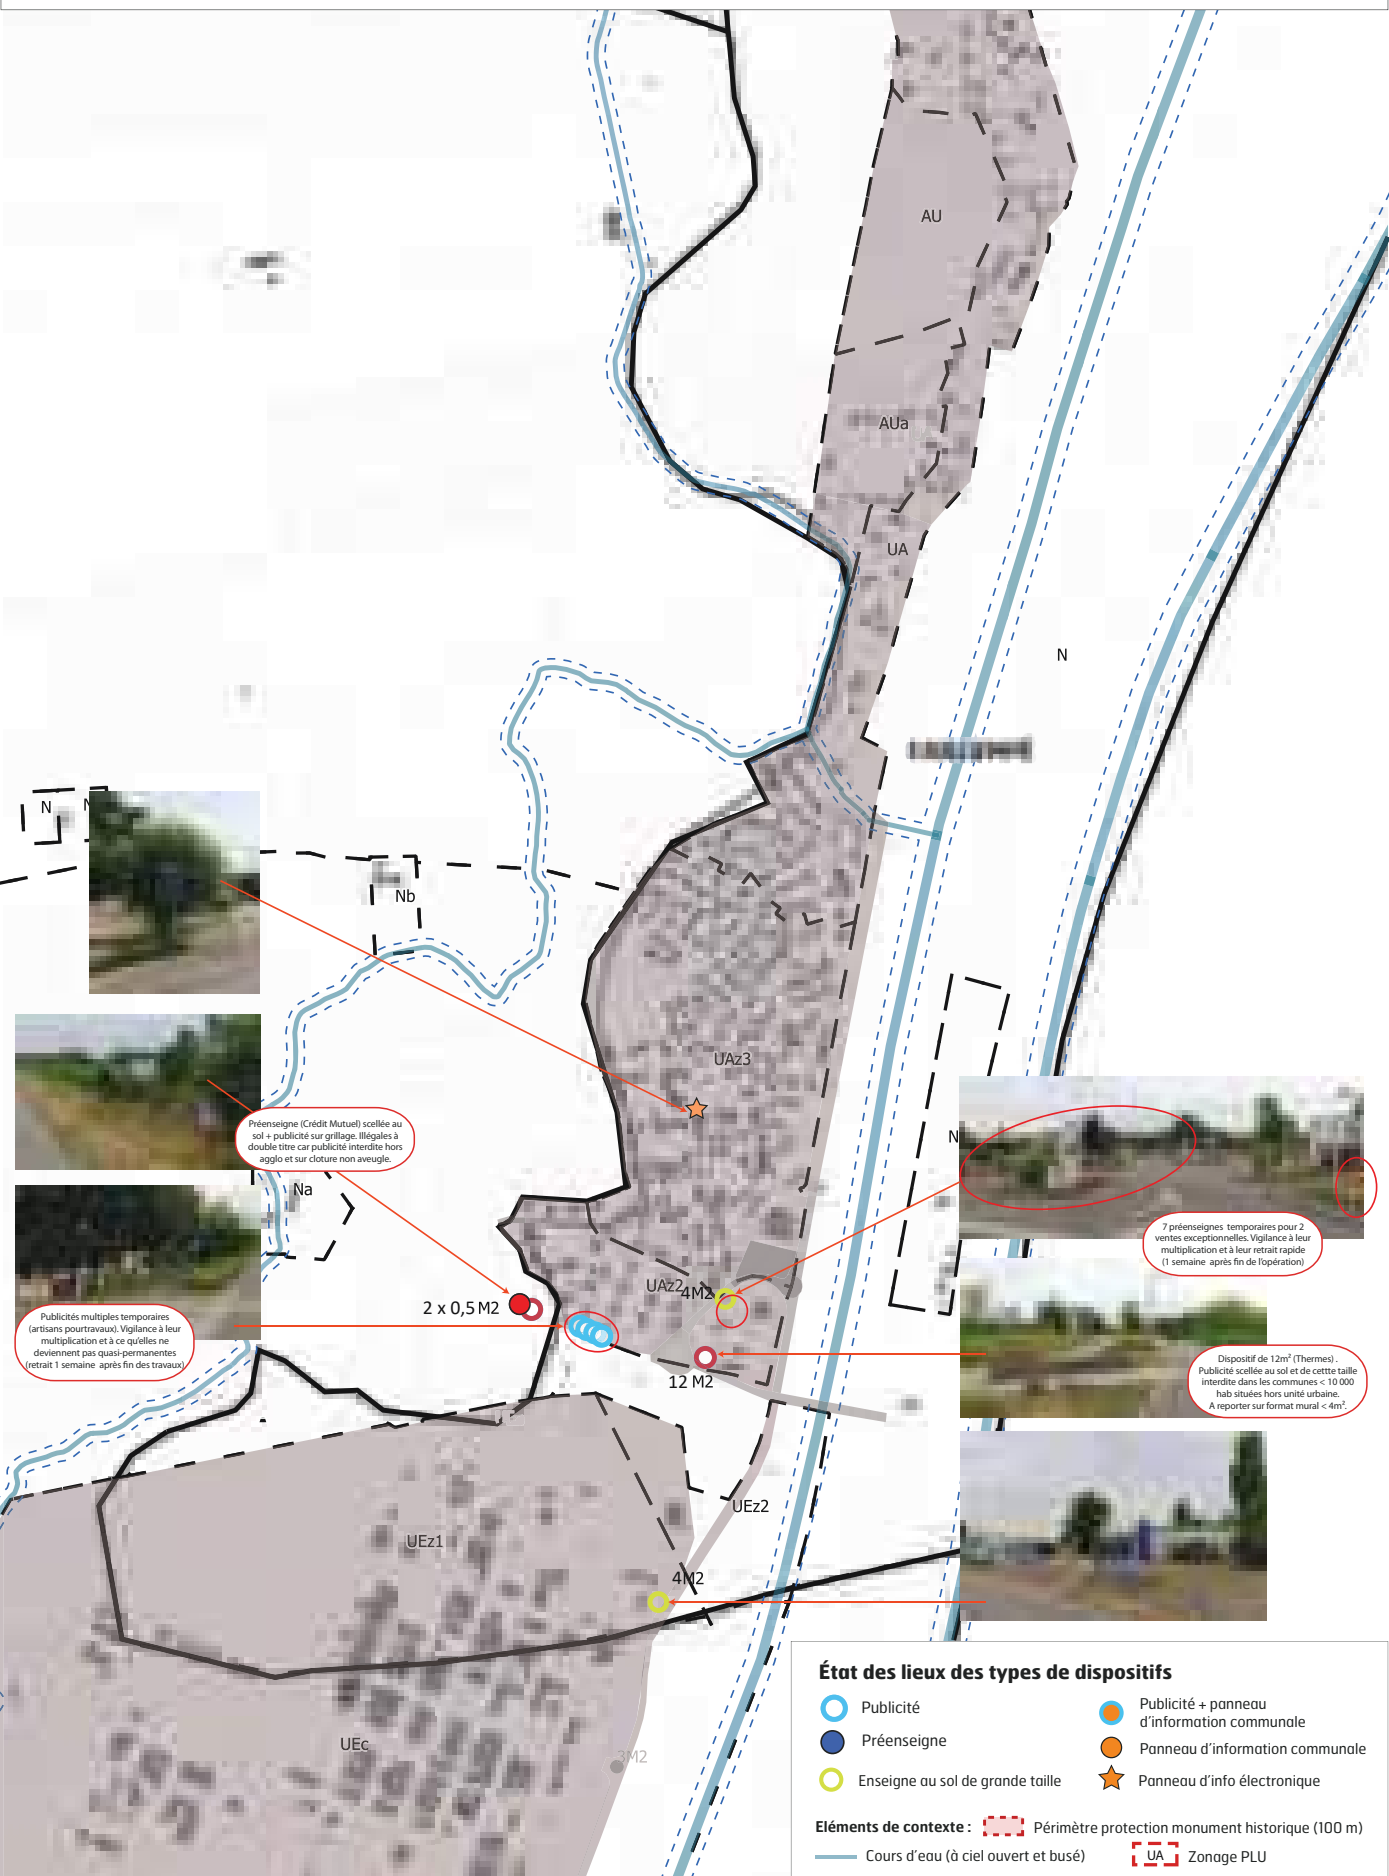 AU
AUa
UA
N
N
Nb
UAz3
N
Préenseigne (Crédit Mutuel) scellée au
sol + publicité sur grillage. Illégales à
double titre car publicité interdite hors
agglo et sur cloture non aveugle.
Na
7 préenseignes temporaires pour 2
ventes exceptionnelles. Vigilance à leur
multiplication et à leur retrait rapide
(1 semaine après fin de l'opération)
UAz2
4M2
2 x 0,5 M2
Publicités multiples temporaires
(artisans pourtravaux). Vigilance à leur
multiplication et à ce qu'elles ne
deviennent pas quasi-permanentes
(retrait 1 semaine après fin des travaux)
12 M2
Dispositif de 12m² (Thermes) .
Publicité scellée au sol et de cettte taille
interdite dans les communes < 10 000
hab situées hors unité urbaine.
A reporter sur format mural < 4m².
UEz2
UEz1
4M2
UEc
3M2
État des lieux des types de dispositifs
Publicité
Préenseigne
Enseigne au sol de grande taille
Publicité + panneau
d'information communale
Panneau d'information communale
Panneau d'info électronique
Eléments de contexte :
Périmètre protection monument historique (100 m)
Cours d'eau (à ciel ouvert et busé)
UA
Zonage PLU